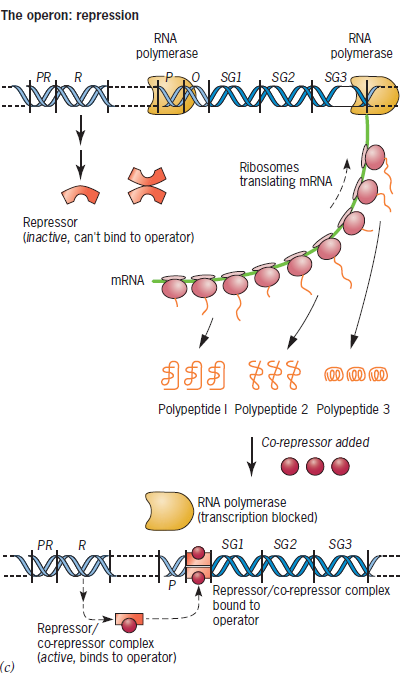 The operon: repression
RNA
polymerase
RNA
polymerase
PR R P O SG1 SG2 SG3
Ribosomes
translating mRNA
Repressor
(inactive, can't bind to operator)
mRNA
Polypeptide I Polypeptide 2 Polypeptide 3
Co-repressor added
RNA polymerase
(transcription blocked)
PR R SG1 SG2 SG3
P
Repressor/co-repressor complex
bound to
operator
Repressor/
co-repressor complex
(active, binds to operator)
(c)